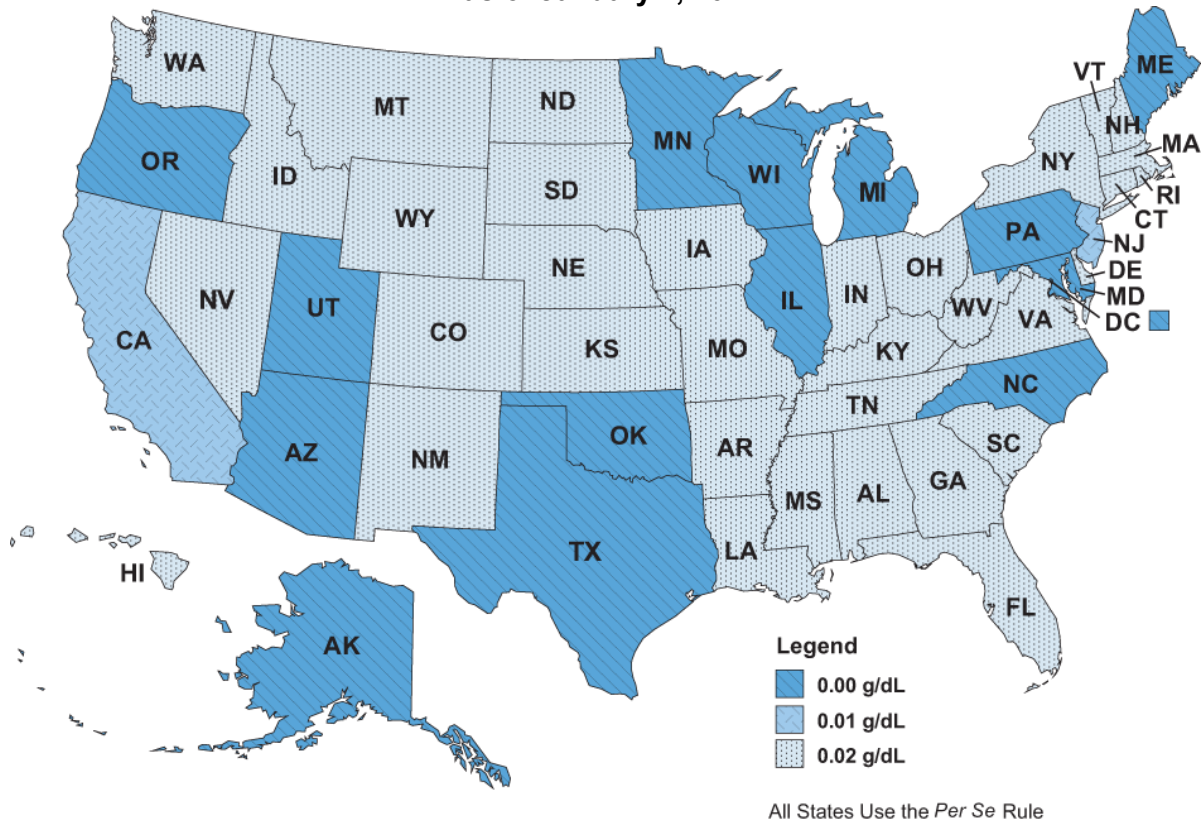 WA
MT
ND
MN
VT
ME
NH
MA
OR
ID
SD
WI
MI
NY
RI
CT
WY
PA
NJ
IA
NE
OH
DE
MD
NV
UT
IL
IN
WV
DC
CA
CO
KS
MO
KY
VA
NC
TN
AZ
NM
OK
AR
SC
MS
AL
GA
TX
LA
HI
FL
AK
Legend
0.00 g/dL
0.01 g/dL
0.02 g/dL
All States Use the Per Se Rule